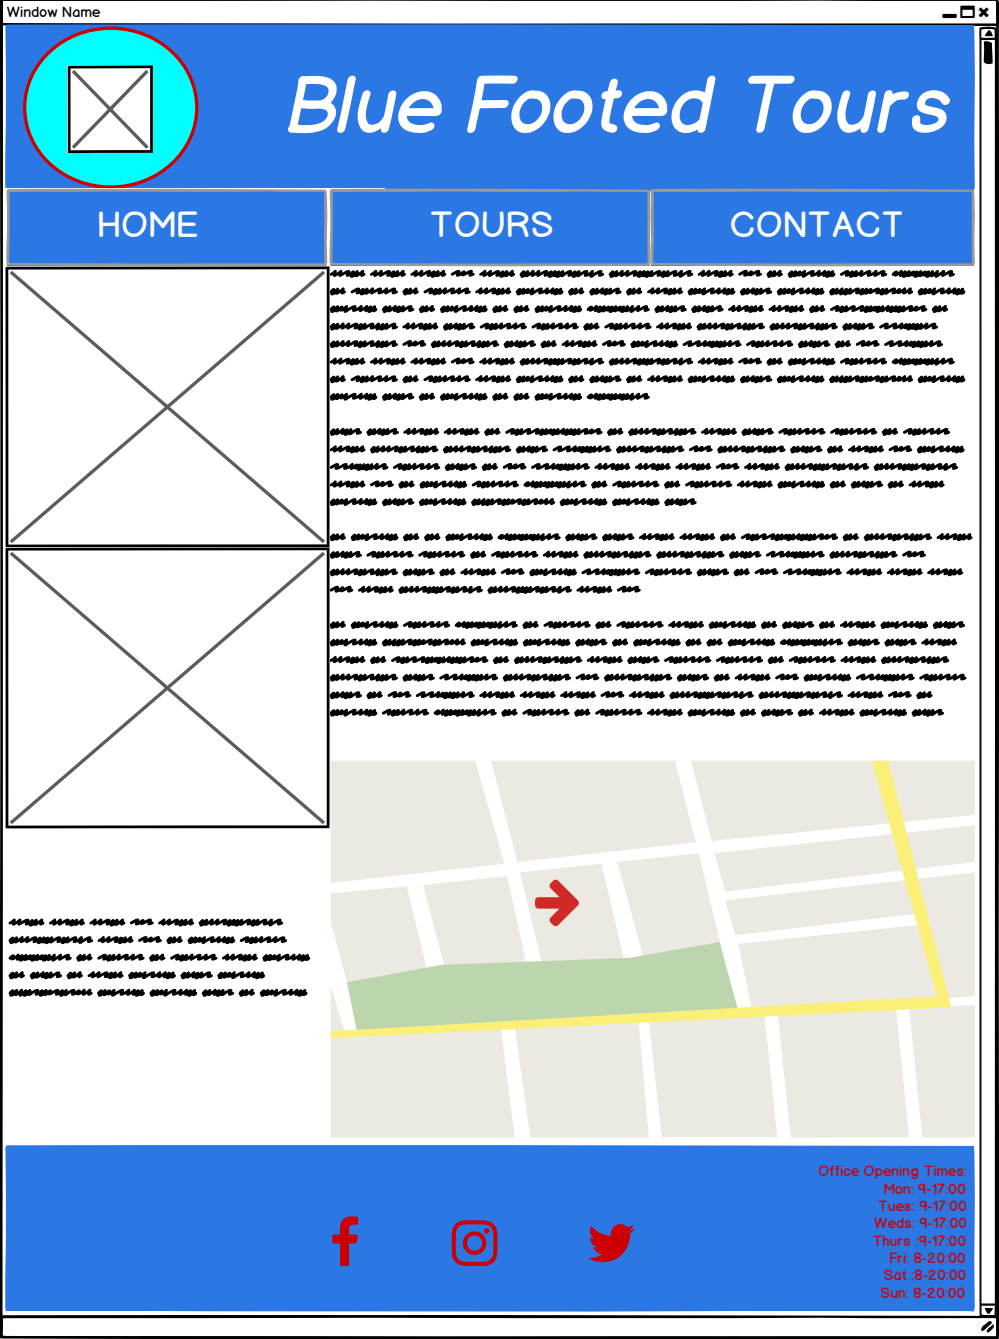 Window Name
Blue Footed Tours
HOME
TOURS
CONTACT
Office Opening Times:
Mon: 9-17:00
Tues: 9-17:00
Weds: 9-17:00
Thurs :9-17:00
Fri: 8-20:00
Sat :8-20:00
Sun: 8-20:00